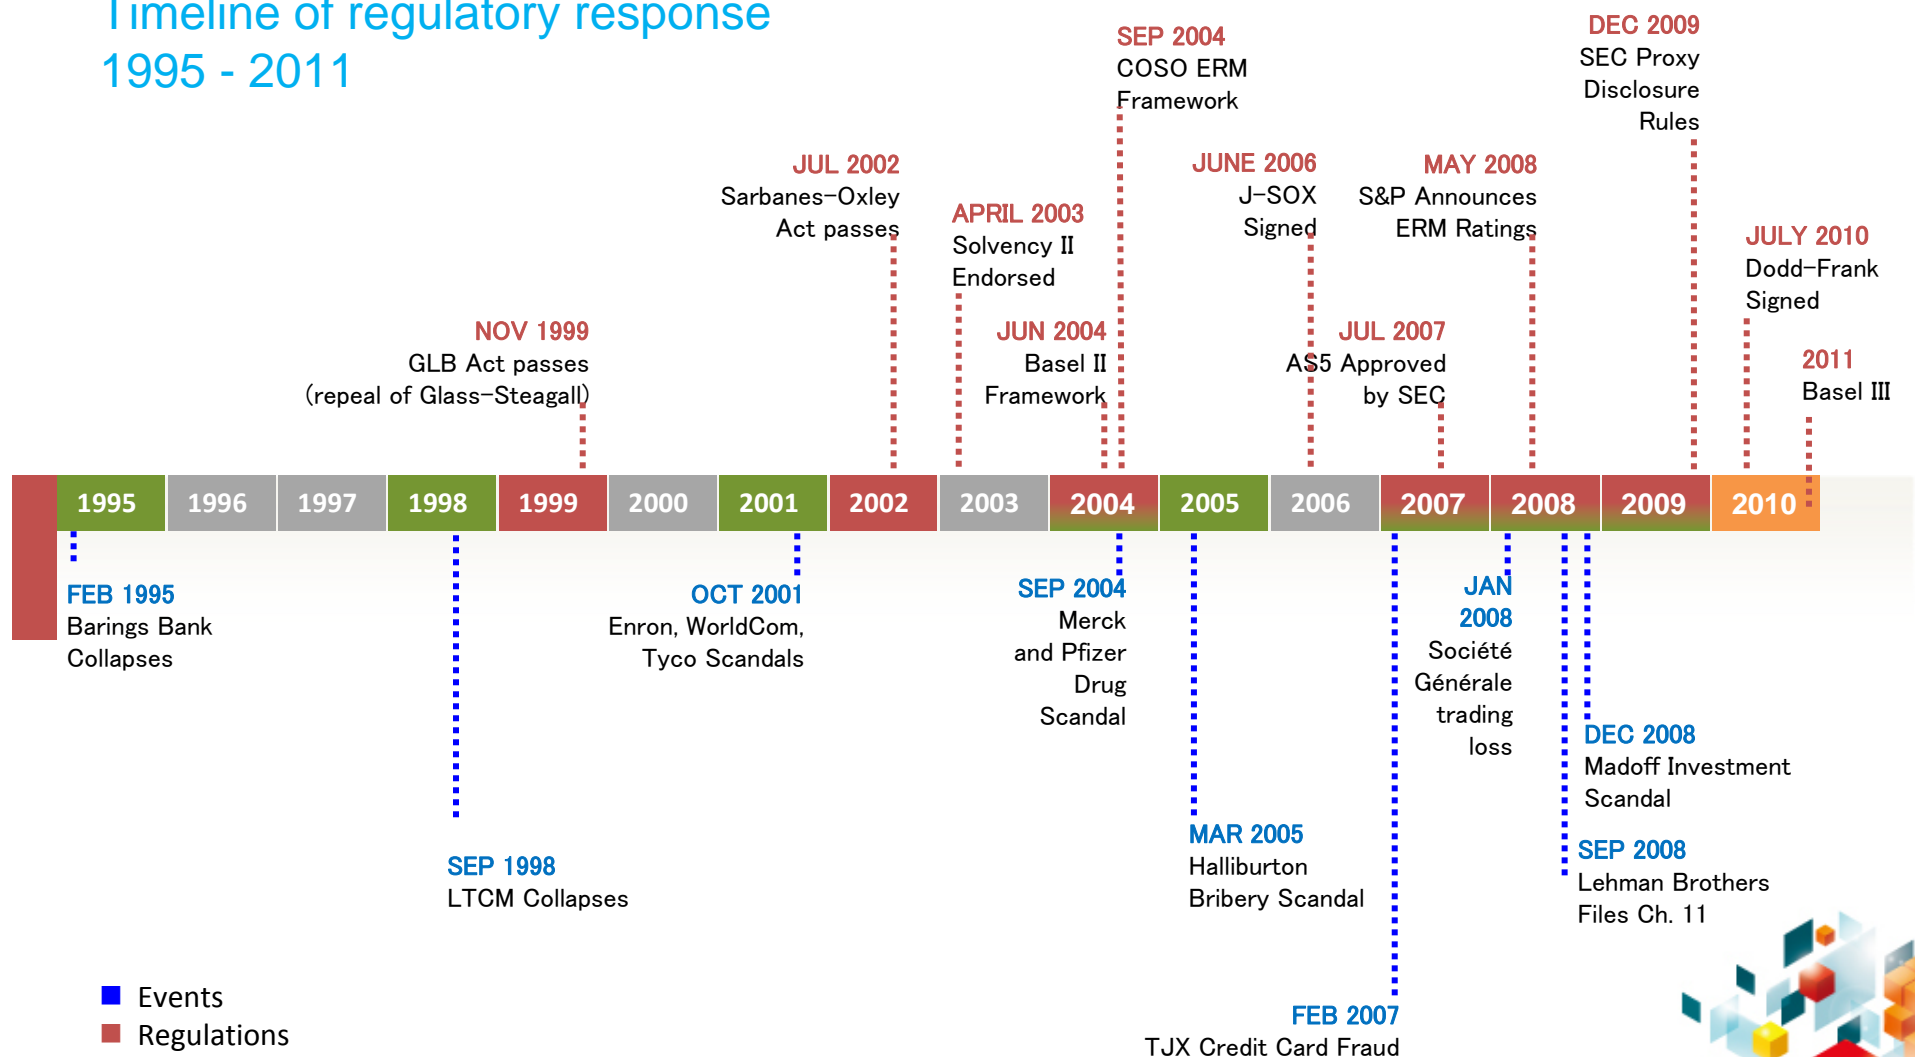 Timeline of regulatory response
1995 - 2011
SEP 2004
COSO ERM
Framework
DEC 2009
SEC Proxy
Disclosure
Rules
JUL 2002
Sarbanes-Oxley
Act passes
APRIL 2003
Solvency II
Endorsed
JUNE 2006
J-SOX
Signed
MAY 2008
S&P Announces
ERM Ratings
JULY 2010
Dodd-Frank
Signed
NOV 1999
GLB Act passes
(repeal of Glass-Steagall)
JUN 2004
Basel II
Framework
JUL 2007
AS5 Approved
by SEC
2011
Basel III
1995 1996 1997 1998 1999 2000 2001 2002 2003 2004 2005 2006 2007 2008 2009 2010
FEB 1995
Barings Bank
Collapses
SEP 1998
LTCM Collapses
OCT 2001
Enron, WorldCom,
Tyco Scandals
SEP 2004
Merck
and Pfizer
Drug
Scandal
MAR 2005
Halliburton
Bribery Scandal
FEB 2007
TJX Credit Card Fraud
JAN
2008
Société
Générale
trading
loss
DEC 2008
Madoff Investment
Scandal
SEP 2008
Lehman Brothers
Files Ch. 11
Events
Regulations